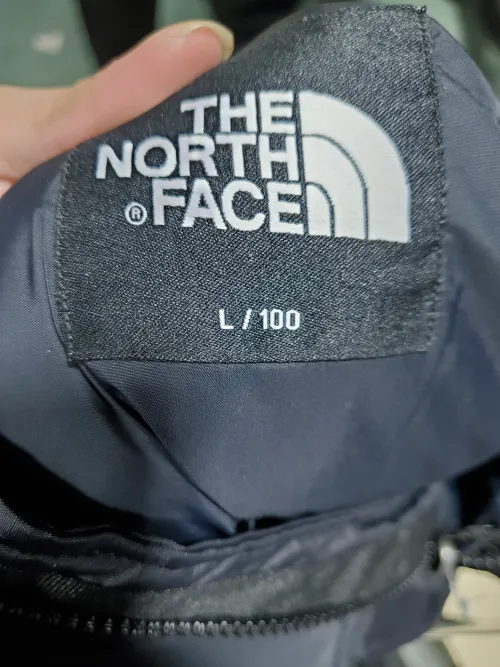 THE
NORTH
® FACE
L / 100